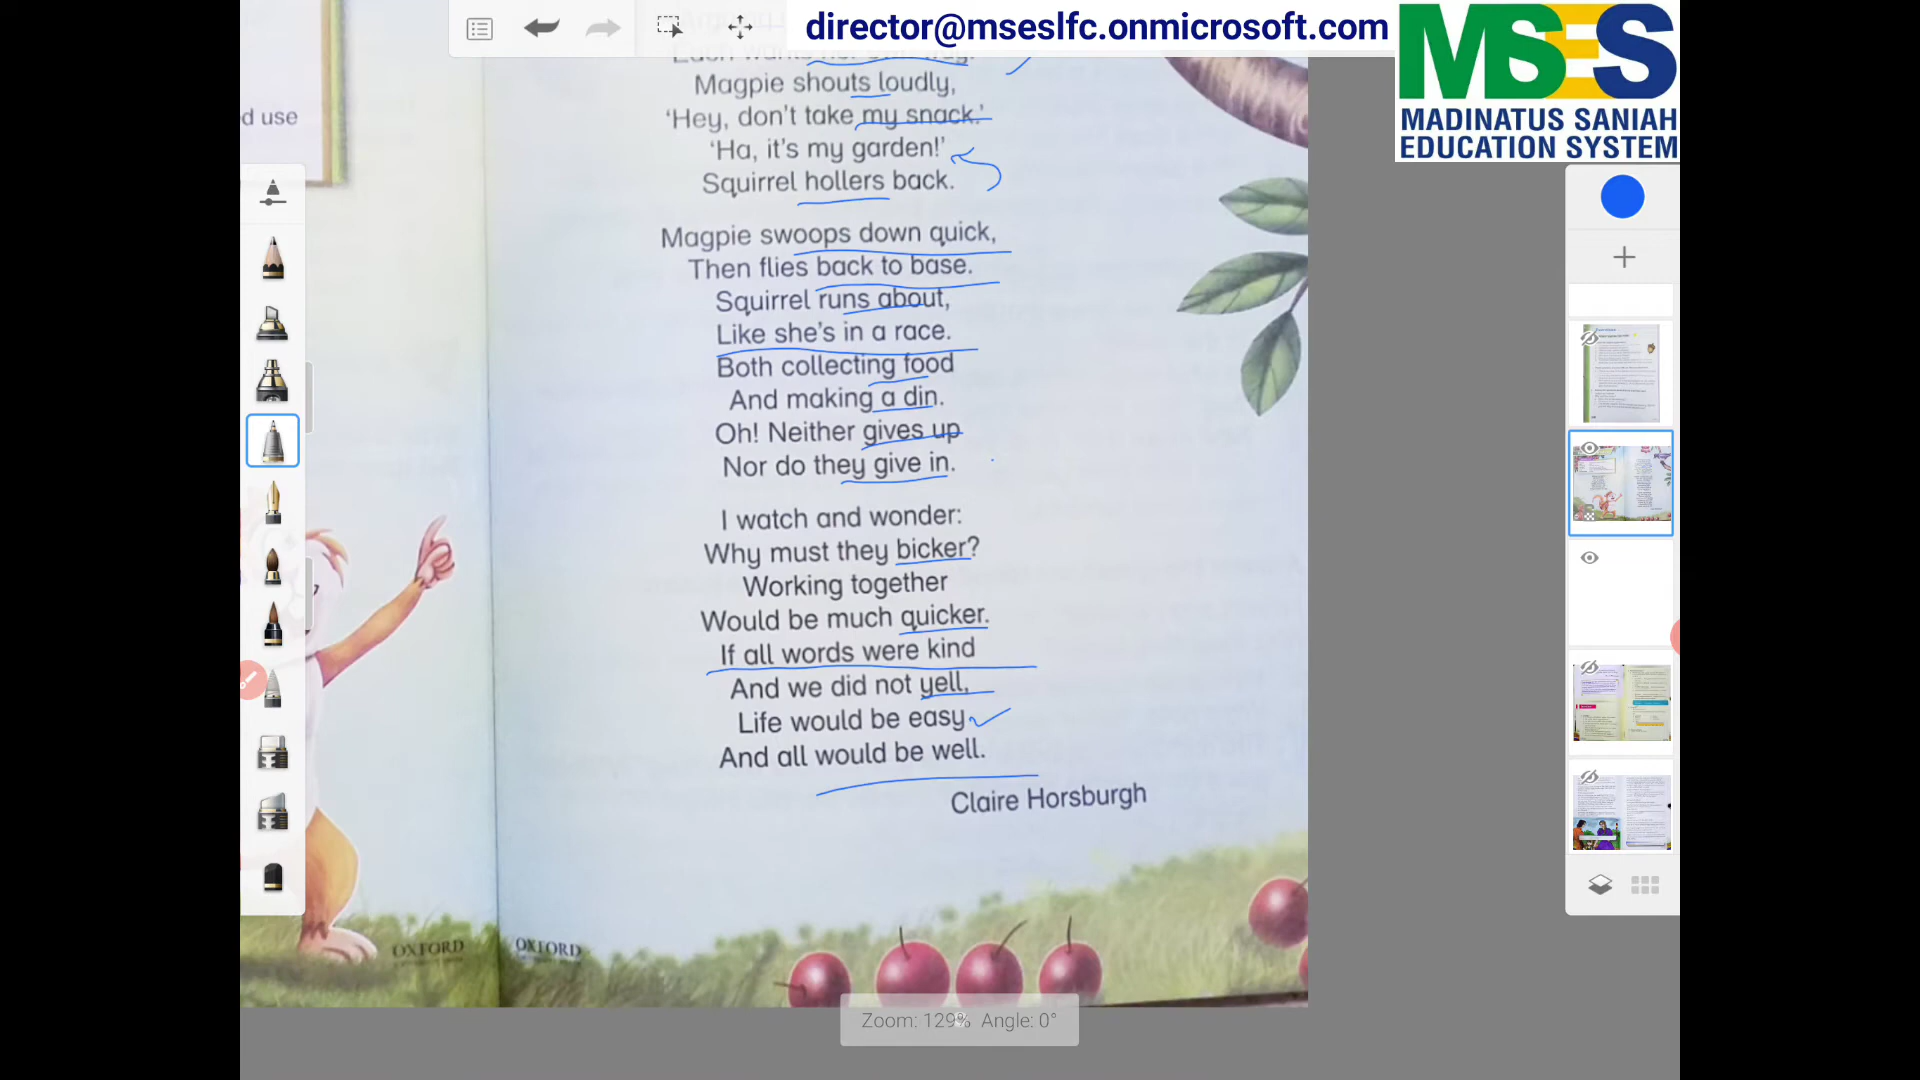 director@mseslfc.onmicrosoft.com
MSES
MADINATUS SANIAH
EDUCATION SYSTEM
d use
Magpie shouts loudly,
‘Hey, don’t take my snack.’
‘Ha, it’s my garden!’
Squirrel hollers back.
Magpie swoops down quick,
Then flies back to base.
Squirrel runs about,
Like she’s in a race.
Both collecting food
And making a din.
Oh! Neither gives up
Nor do they give in.
I watch and wonder:
Why must they bicker?
Working together
Would be much quicker.
If all words were kind
And we did not yell,
Life would be easy
And all would be well.
Claire Horsburgh
OXFORD
OXFORD
Zoom: 129% Angle: 0°